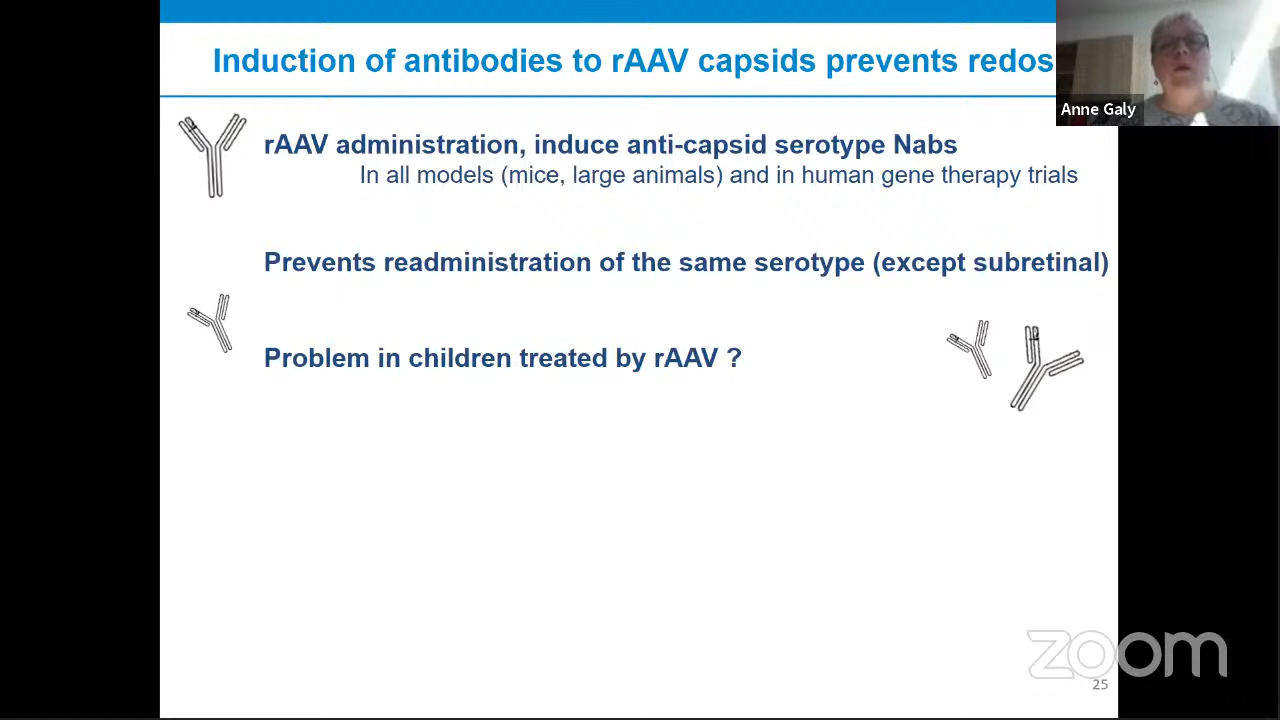 Induction of antibodies to rAAV capsids prevents redos
Anne Galy
rAAV administration, induce anti-capsid serotype Nabs
In all models (mice, large animals) and in human gene therapy trials
Prevents readministration of the same serotype (except subretinal)
Problem in children treated by rAAV ?
zoom
25